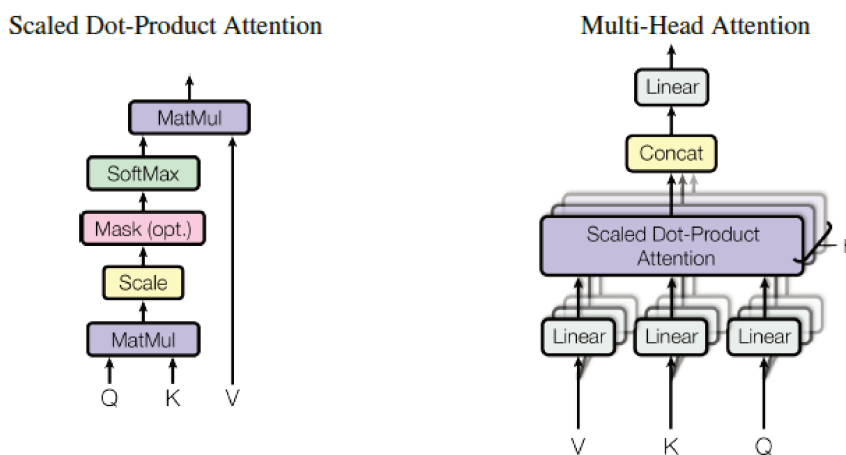 Scaled Dot-Product Attention
MatMul
SoftMax
Mask (opt.)
Scale
MatMul
Q K V
Multi-Head Attention
Linear
Concat
Scaled Dot-Product
Attention
Linear Linear Linear
V K Q